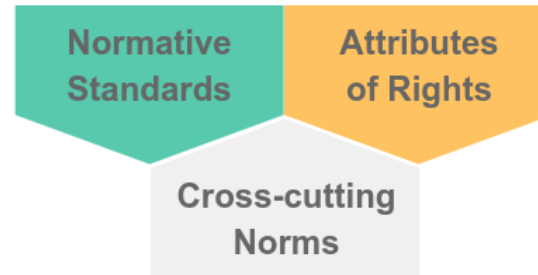 Normative
Standards
Attributes
of Rights
Cross-cutting
Norms